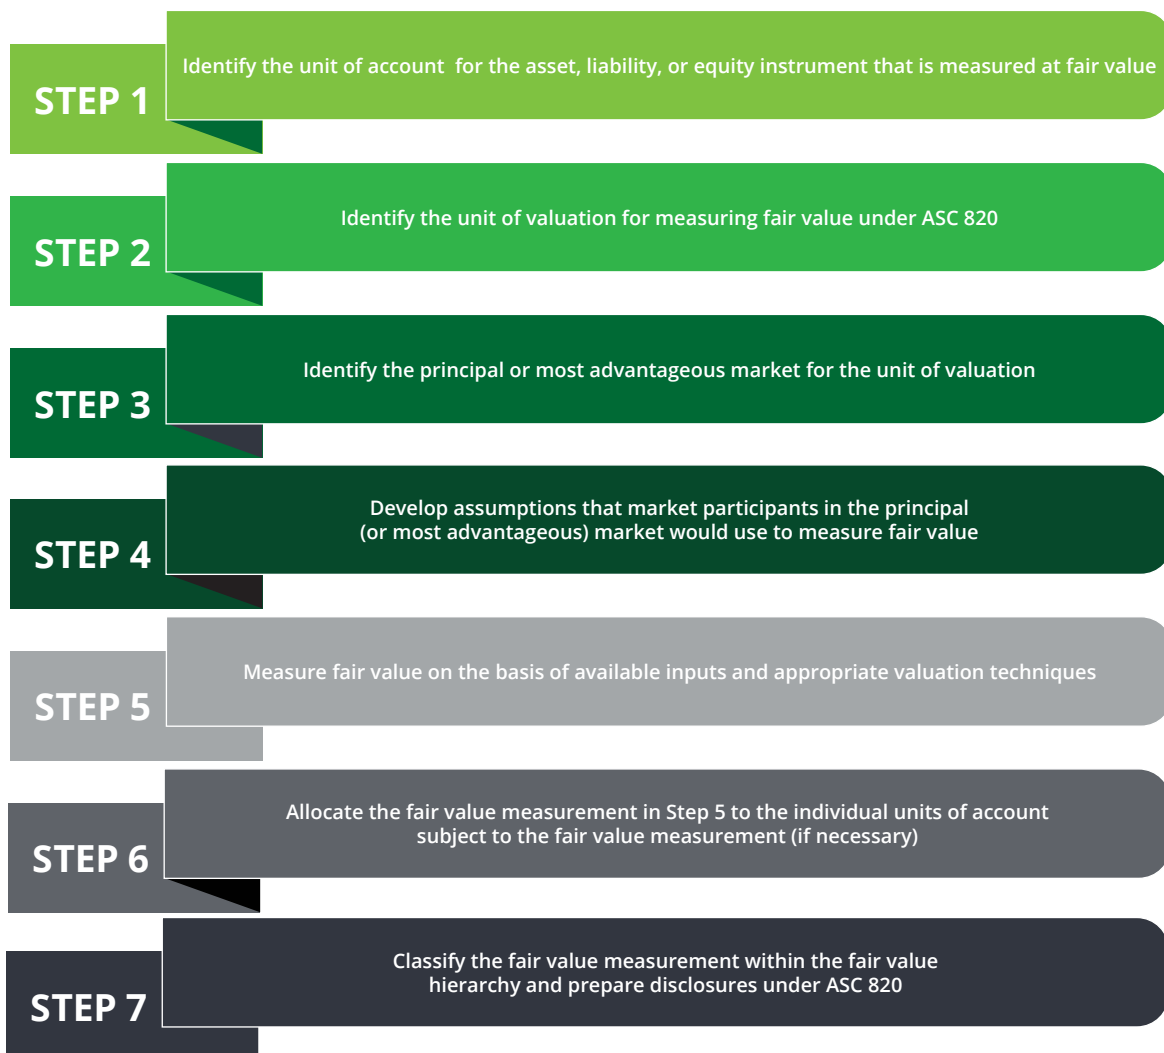 STEP 1
Identify the unit of account for the asset, liability, or equity instrument that is measured at fair value
STEP 2
Identify the unit of valuation for measuring fair value under ASC 820
STEP 3
Identify the principal or most advantageous market for the unit of valuation
STEP 4
Develop assumptions that market participants in the principal
(or most advantageous) market would use to measure fair value
STEP 5
Measure fair value on the basis of available inputs and appropriate valuation techniques
STEP 6
Allocate the fair value measurement in Step 5 to the individual units of account
subject to the fair value measurement (if necessary)
STEP 7
Classify the fair value measurement within the fair value
hierarchy and prepare disclosures under ASC 820